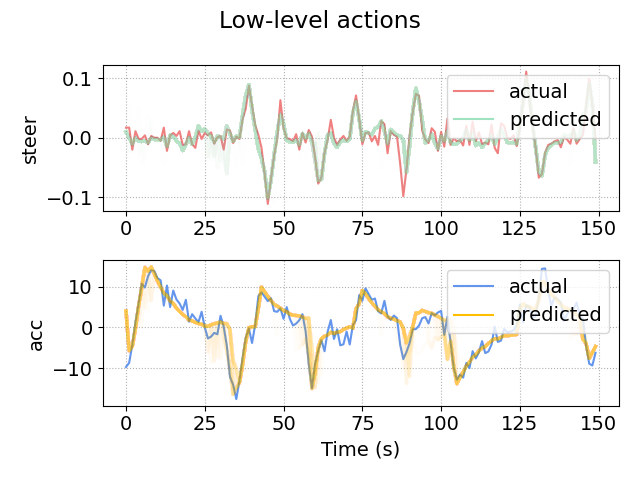 Low-level actions
steer
0.1
0.0
−0.1
actual
predicted
0 25 50 75 100 125 150
acc
10
0
−10
actual
predicted
0 25 50 75 100 125 150
Time (s)